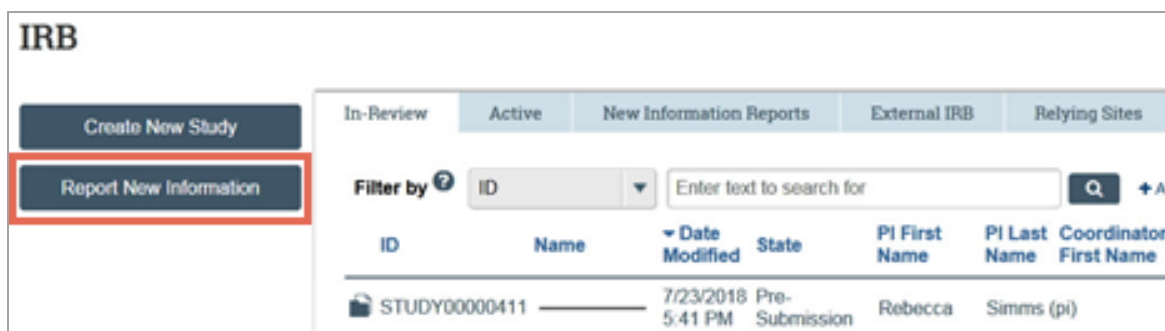 IRB
Create New Study
Report New Information
In-Review Active New Information Reports External IRB Relying Sites
Filter by ? ID Enter text to search for + A
ID Name Date Modified State PI First Name PI Last Name Coordinator First Name
STUDY00000411 7/23/2018 5:41 PM Pre-Submission Rebecca Simms (pi)